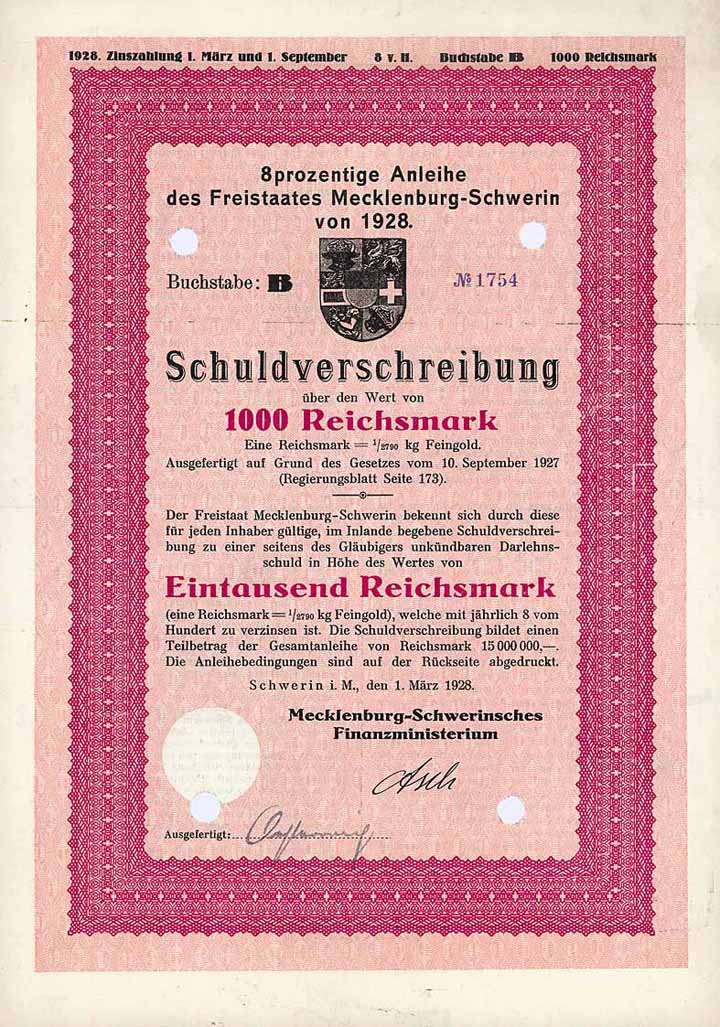 1928. Zinszahlung 1. März und 1. September 8 v. H. Buchstabe B 1000 Reichsmark
8prozentige Anleihe
des Freistaates Mecklenburg-Schwerin
von 1928.
Buchstabe: B № 1754
Schuldverschreibung
über den Wert von
1000 Reichsmark
Eine Reichsmark = 1/2790 kg Feingold.
Ausgefertigt auf Grund des Gesetzes vom 10. September 1927
(Regierungsblatt Seite 173).
Der Freistaat Mecklenburg-Schwerin bekennt sich durch diese
für jeden Inhaber gültige, im Inlande begebene Schuldverschrei-
bung zu einer seitens des Gläubigers unkündbaren Darlehns-
schuld in Höhe des Wertes von
Eintausend Reichsmark
(eine Reichsmark = 1/2790 kg Feingold), welche mit jährlich 8 vom
Hundert zu verzinsen ist. Die Schuldverschreibung bildet einen
Teilbetrag der Gesamtanleihe von Reichsmark 15 000 000,—.
Die Anleihebedingungen sind auf der Rückseite abgedruckt.
Schwerin i. M., den 1. März 1928.
Mecklenburg-Schwerinsches
Finanzministerium
Asch
Ausgefertigt: Oesterreich